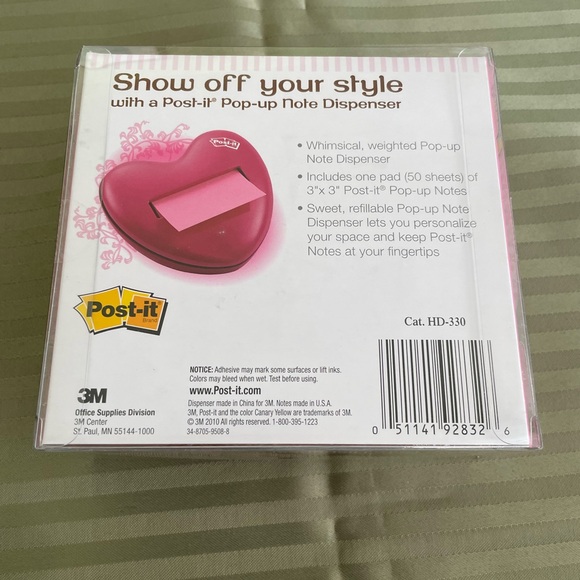 Show off your style
with a Post-it® Pop-up Note Dispenser
Post-it
• Whimsical, weighted Pop-up
Note Dispenser
• Includes one pad (50 sheets) of
3"x 3" Post-it® Pop-up Notes
• Sweet, refillable Pop-up Note
Dispenser lets you personalize
your space and keep Post-it®
Notes at your fingertips
Post-it
Brand
Cat. HD-330
3M
Office Supplies Division
3M Center
St. Paul, MN 55144-1000
NOTICE: Adhesive may mark some surfaces or lift inks.
Colors may bleed when wet. Test before using.
www.Post-it.com
Dispenser made in China for 3M. Notes made in U.S.A.
3M, Post-it and the color Canary Yellow are trademarks of 3M.
© 3M 2010 All rights reserved. 1-800-395-1223
34-8705-9508-8
0 51141 92832 6